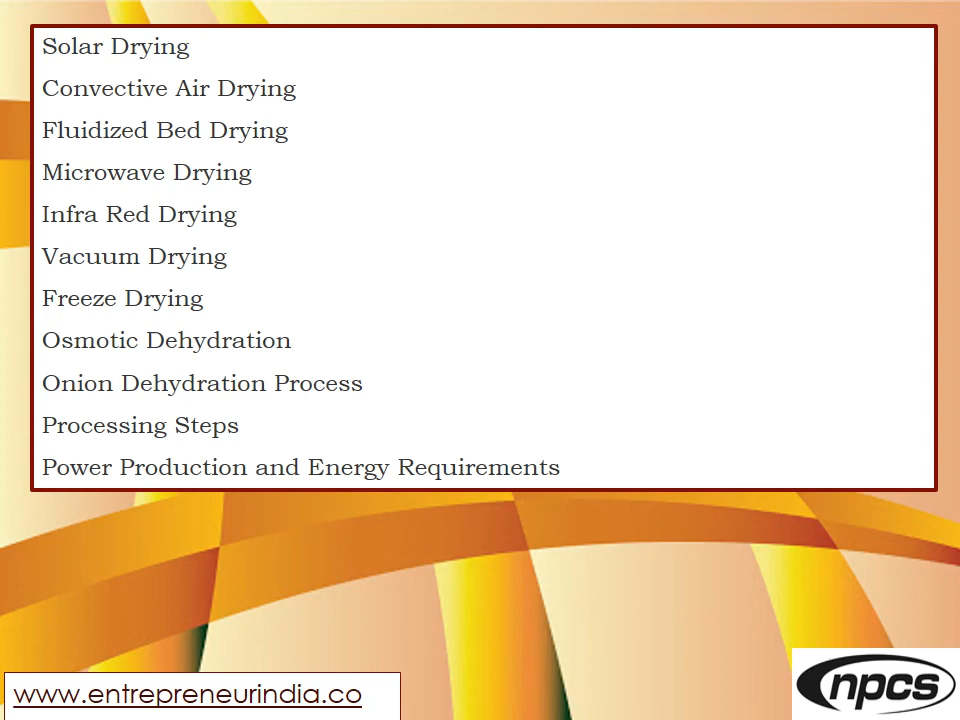 Solar Drying
Convective Air Drying
Fluidized Bed Drying
Microwave Drying
Infra Red Drying
Vacuum Drying
Freeze Drying
Osmotic Dehydration
Onion Dehydration Process
Processing Steps
Power Production and Energy Requirements
www.entrepreneurindia.co
npcs